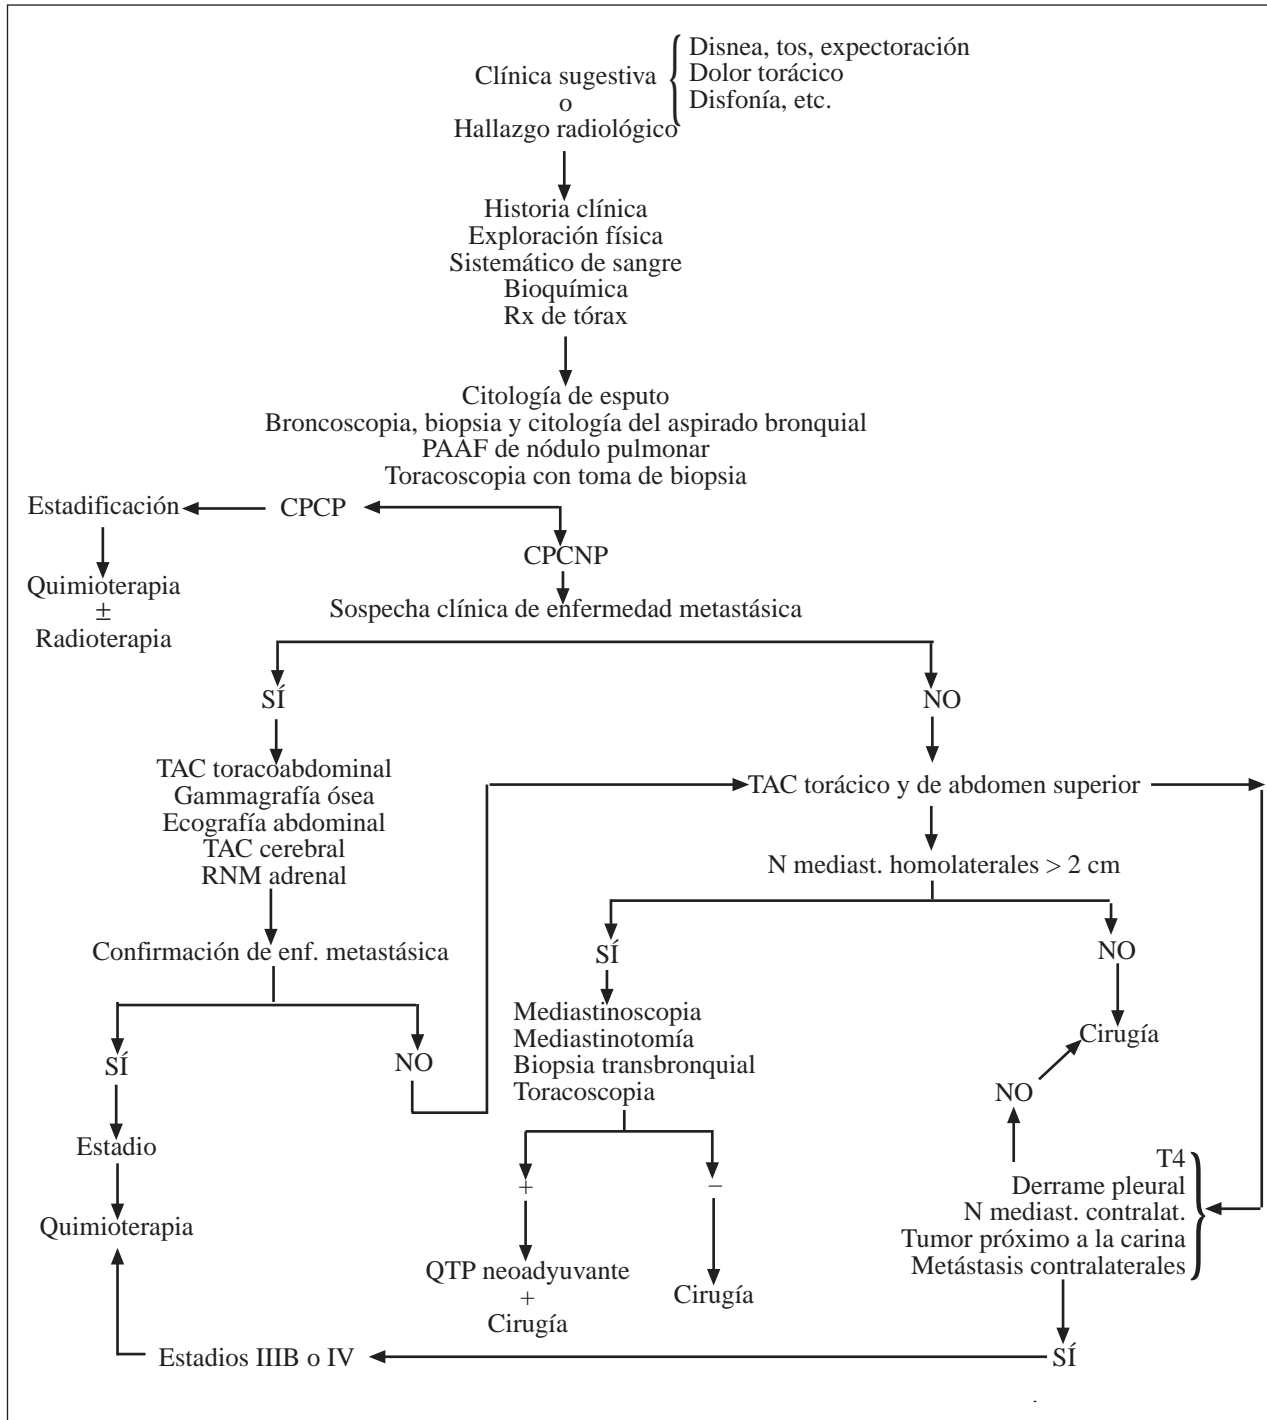 Clínica sugestiva
o
Hallazgo radiológico
Disnea, tos, expectoración
Dolor torácico
Disfonía, etc.
Historia clínica
Exploración física
Sistemático de sangre
Bioquímica
Rx de tórax
Citología de esputo
Broncoscopia, biopsia y citología del aspirado bronquial
PAAF de nódulo pulmonar
Toracoscopia con toma de biopsia
Estadificación
CPCP
CPCNP
Quimioterapia
±
Radioterapia
Sospecha clínica de enfermedad metastásica
SÍ
NO
TAC toracoabdominal
Gammagrafía ósea
Ecografía abdominal
TAC cerebral
RNM adrenal
TAC torácico y de abdomen superior
N mediast. homolaterales > 2 cm
Confirmación de enf. metastásica
SÍ
NO
SÍ
NO
Mediastinoscopia
Mediastinotomía
Biopsia transbronquial
Toracoscopia
Cirugía
NO
Estadio
Quimioterapia
+
–
QTP neoadyuvante
+
Cirugía
Cirugía
T4
Derrame pleural
N mediast. contralat.
Tumor próximo a la carina
Metástasis contralaterales
Estadios IIIB o IV
SÍ